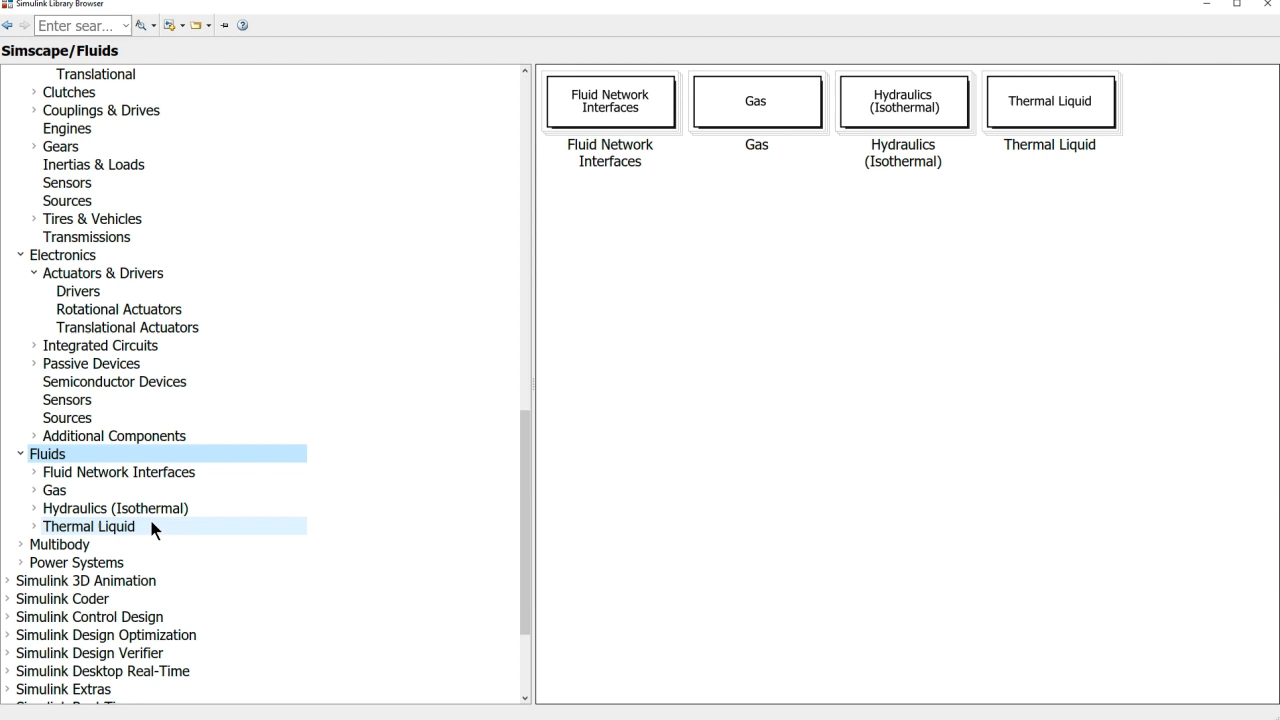 Simulink Library Browser
Enter sear...
Simscape/Fluids
Translational
Clutches
Couplings & Drives
Engines
Gears
Inertias & Loads
Sensors
Sources
Tires & Vehicles
Transmissions
Electronics
Actuators & Drivers
Drivers
Rotational Actuators
Translational Actuators
Integrated Circuits
Passive Devices
Semiconductor Devices
Sensors
Sources
Additional Components
Fluids
Fluid Network Interfaces
Gas
Hydraulics (Isothermal)
Thermal Liquid
Multibody
Power Systems
Simulink 3D Animation
Simulink Coder
Simulink Control Design
Simulink Design Optimization
Simulink Design Verifier
Simulink Desktop Real-Time
Simulink Extras
Fluid Network
Interfaces
Fluid Network
Interfaces
Gas
Gas
Hydraulics
(Isothermal)
Hydraulics
(Isothermal)
Thermal Liquid
Thermal Liquid